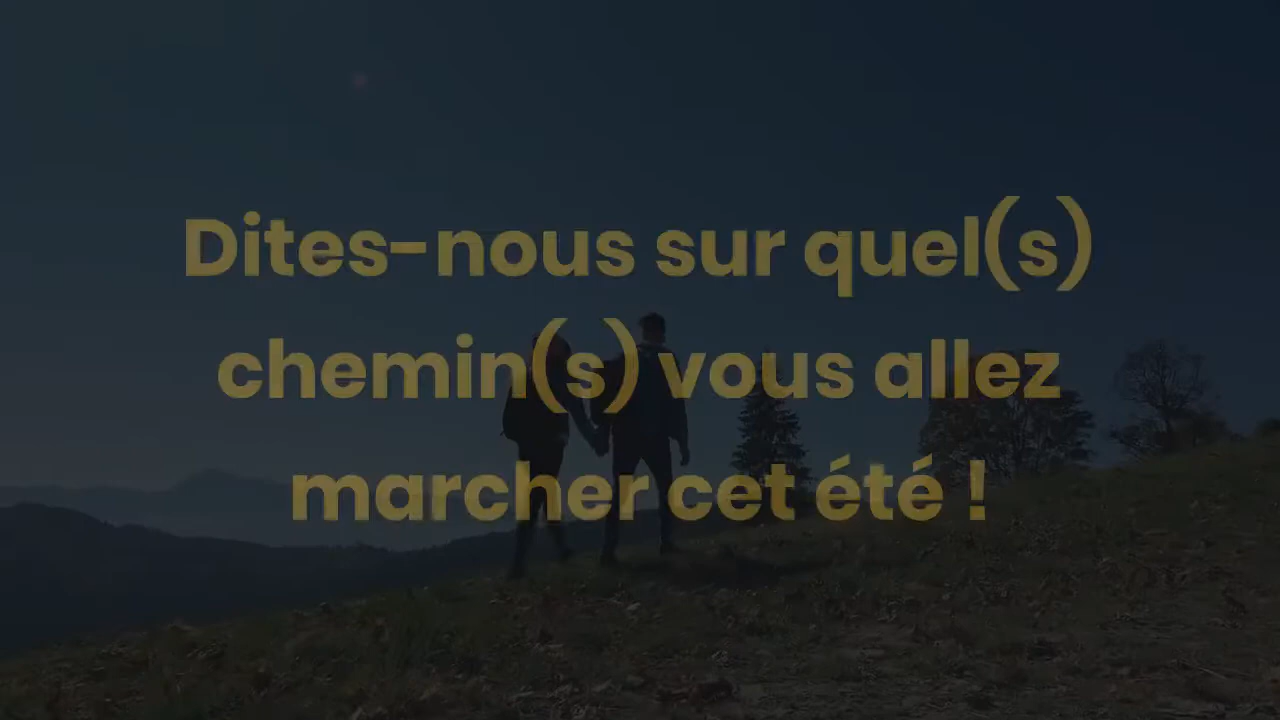 Dites-nous sur quel(s)
chemin(s) vous allez
marcher cet été !